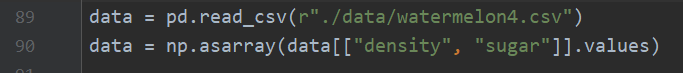 89 data = pd.read_csv(r"./data/watermelon4.csv")
90 data = np.asarray(data[["density", "sugar"]].values)